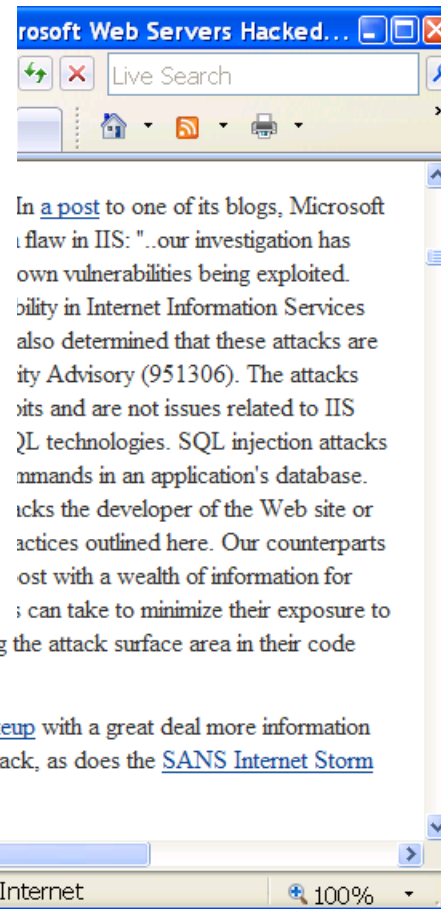 rosoft Web Servers Hacked...
Live Search
In a post to one of its blogs, Microsoft
flaw in IIS: "..our investigation has
own vulnerabilities being exploited.
bility in Internet Information Services
also determined that these attacks are
ity Advisory (951306). The attacks
bits and are not issues related to IIS
QL technologies. SQL injection attacks
mmands in an application's database.
acks the developer of the Web site or
actices outlined here. Our counterparts
ost with a wealth of information for
s can take to minimize their exposure to
g the attack surface area in their code
eup with a great deal more information
ack, as does the SANS Internet Storm
Internet
100%